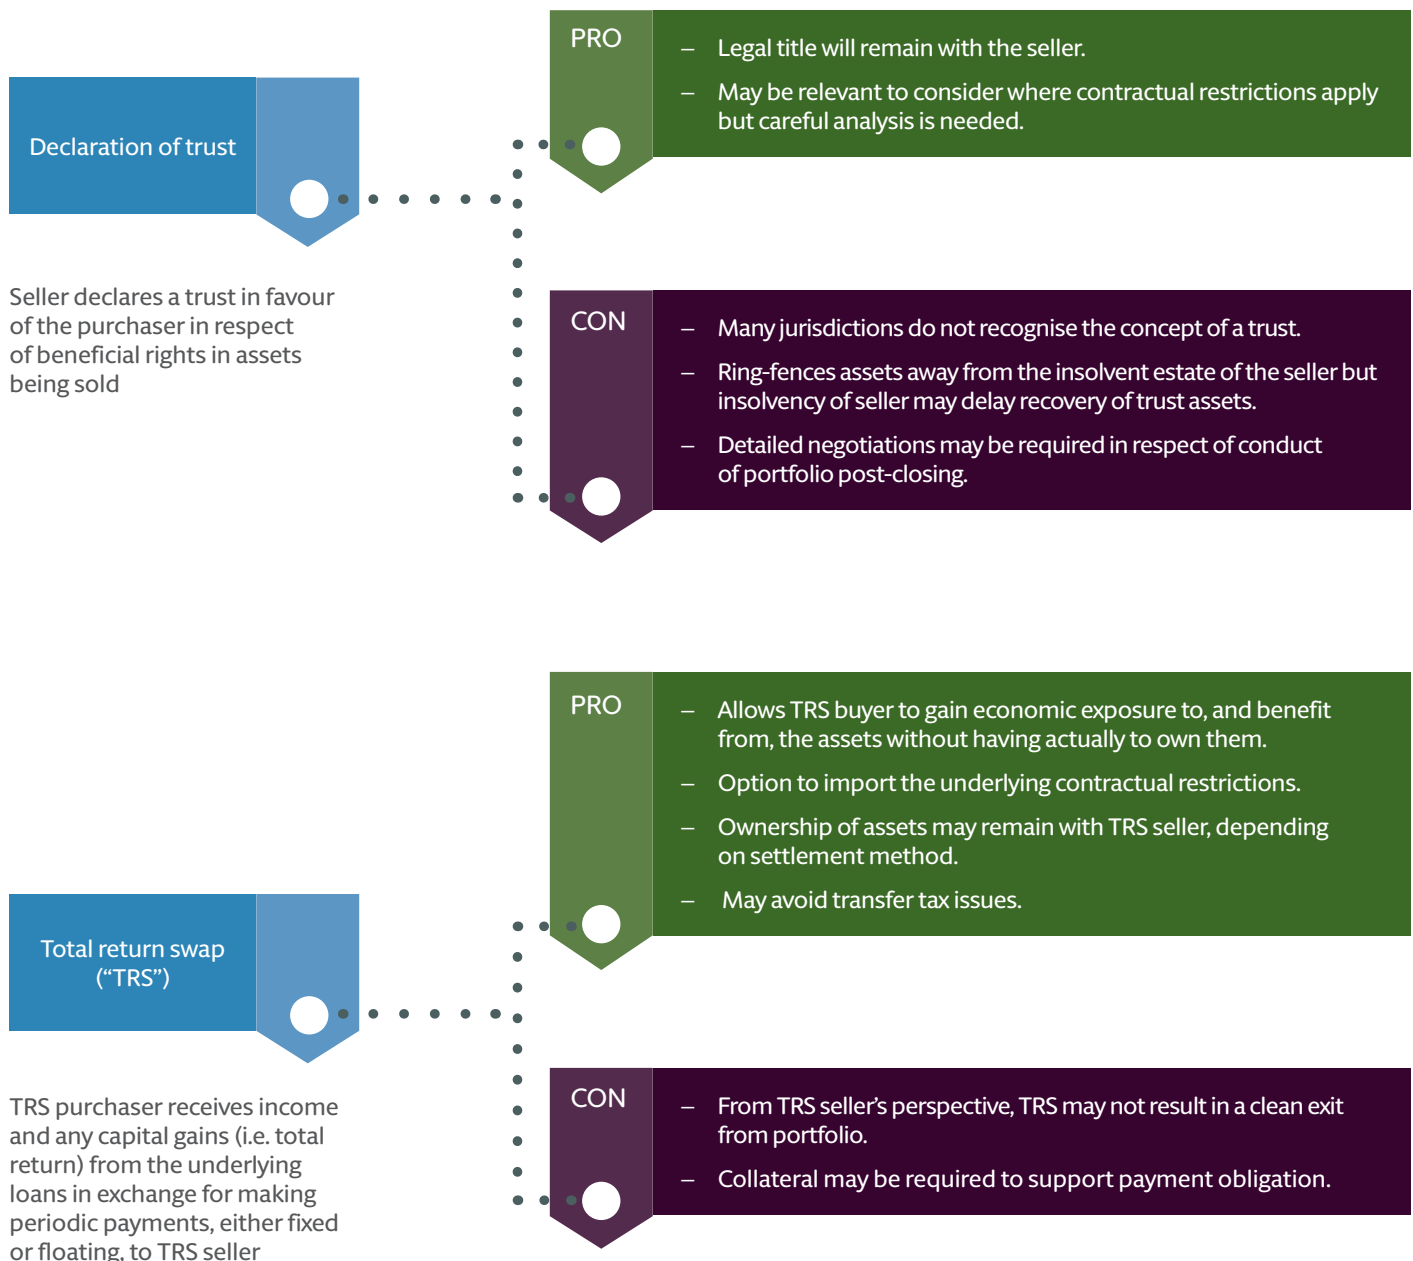 Declaration of trust
Seller declares a trust in favour
of the purchaser in respect
of beneficial rights in assets
being sold
PRO
– Legal title will remain with the seller.
– May be relevant to consider where contractual restrictions apply
but careful analysis is needed.
CON
– Many jurisdictions do not recognise the concept of a trust.
– Ring-fences assets away from the insolvent estate of the seller but
insolvency of seller may delay recovery of trust assets.
– Detailed negotiations may be required in respect of conduct
of portfolio post-closing.
Total return swap
(“TRS”)
TRS purchaser receives income
and any capital gains (i.e. total
return) from the underlying
loans in exchange for making
periodic payments, either fixed
or floating, to TRS seller
PRO
– Allows TRS buyer to gain economic exposure to, and benefit
from, the assets without having actually to own them.
– Option to import the underlying contractual restrictions.
– Ownership of assets may remain with TRS seller, depending
on settlement method.
– May avoid transfer tax issues.
CON
– From TRS seller’s perspective, TRS may not result in a clean exit
from portfolio.
– Collateral may be required to support payment obligation.